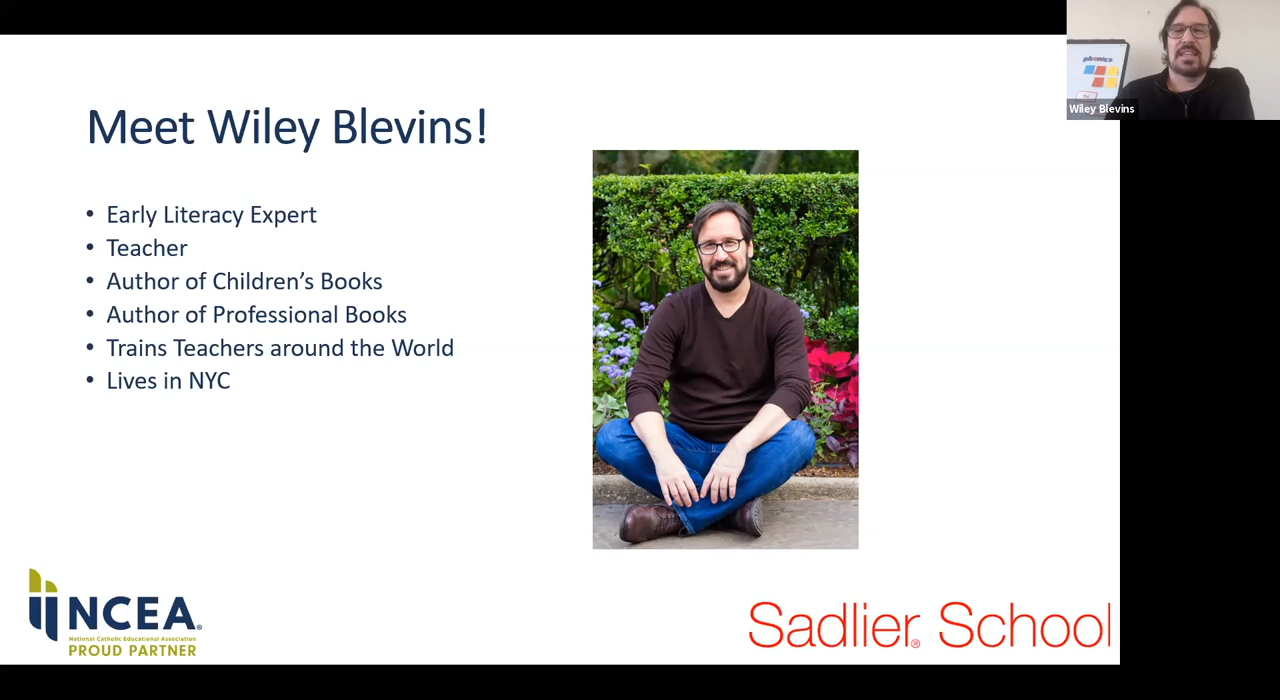 Meet Wiley Blevins!
• Early Literacy Expert
• Teacher
• Author of Children's Books
• Author of Professional Books
• Trains Teachers around the World
• Lives in NYC
phonics
Wiley Blevins
NCEA®
National Catholic Educational Association
PROUD PARTNER
Sadlier® School